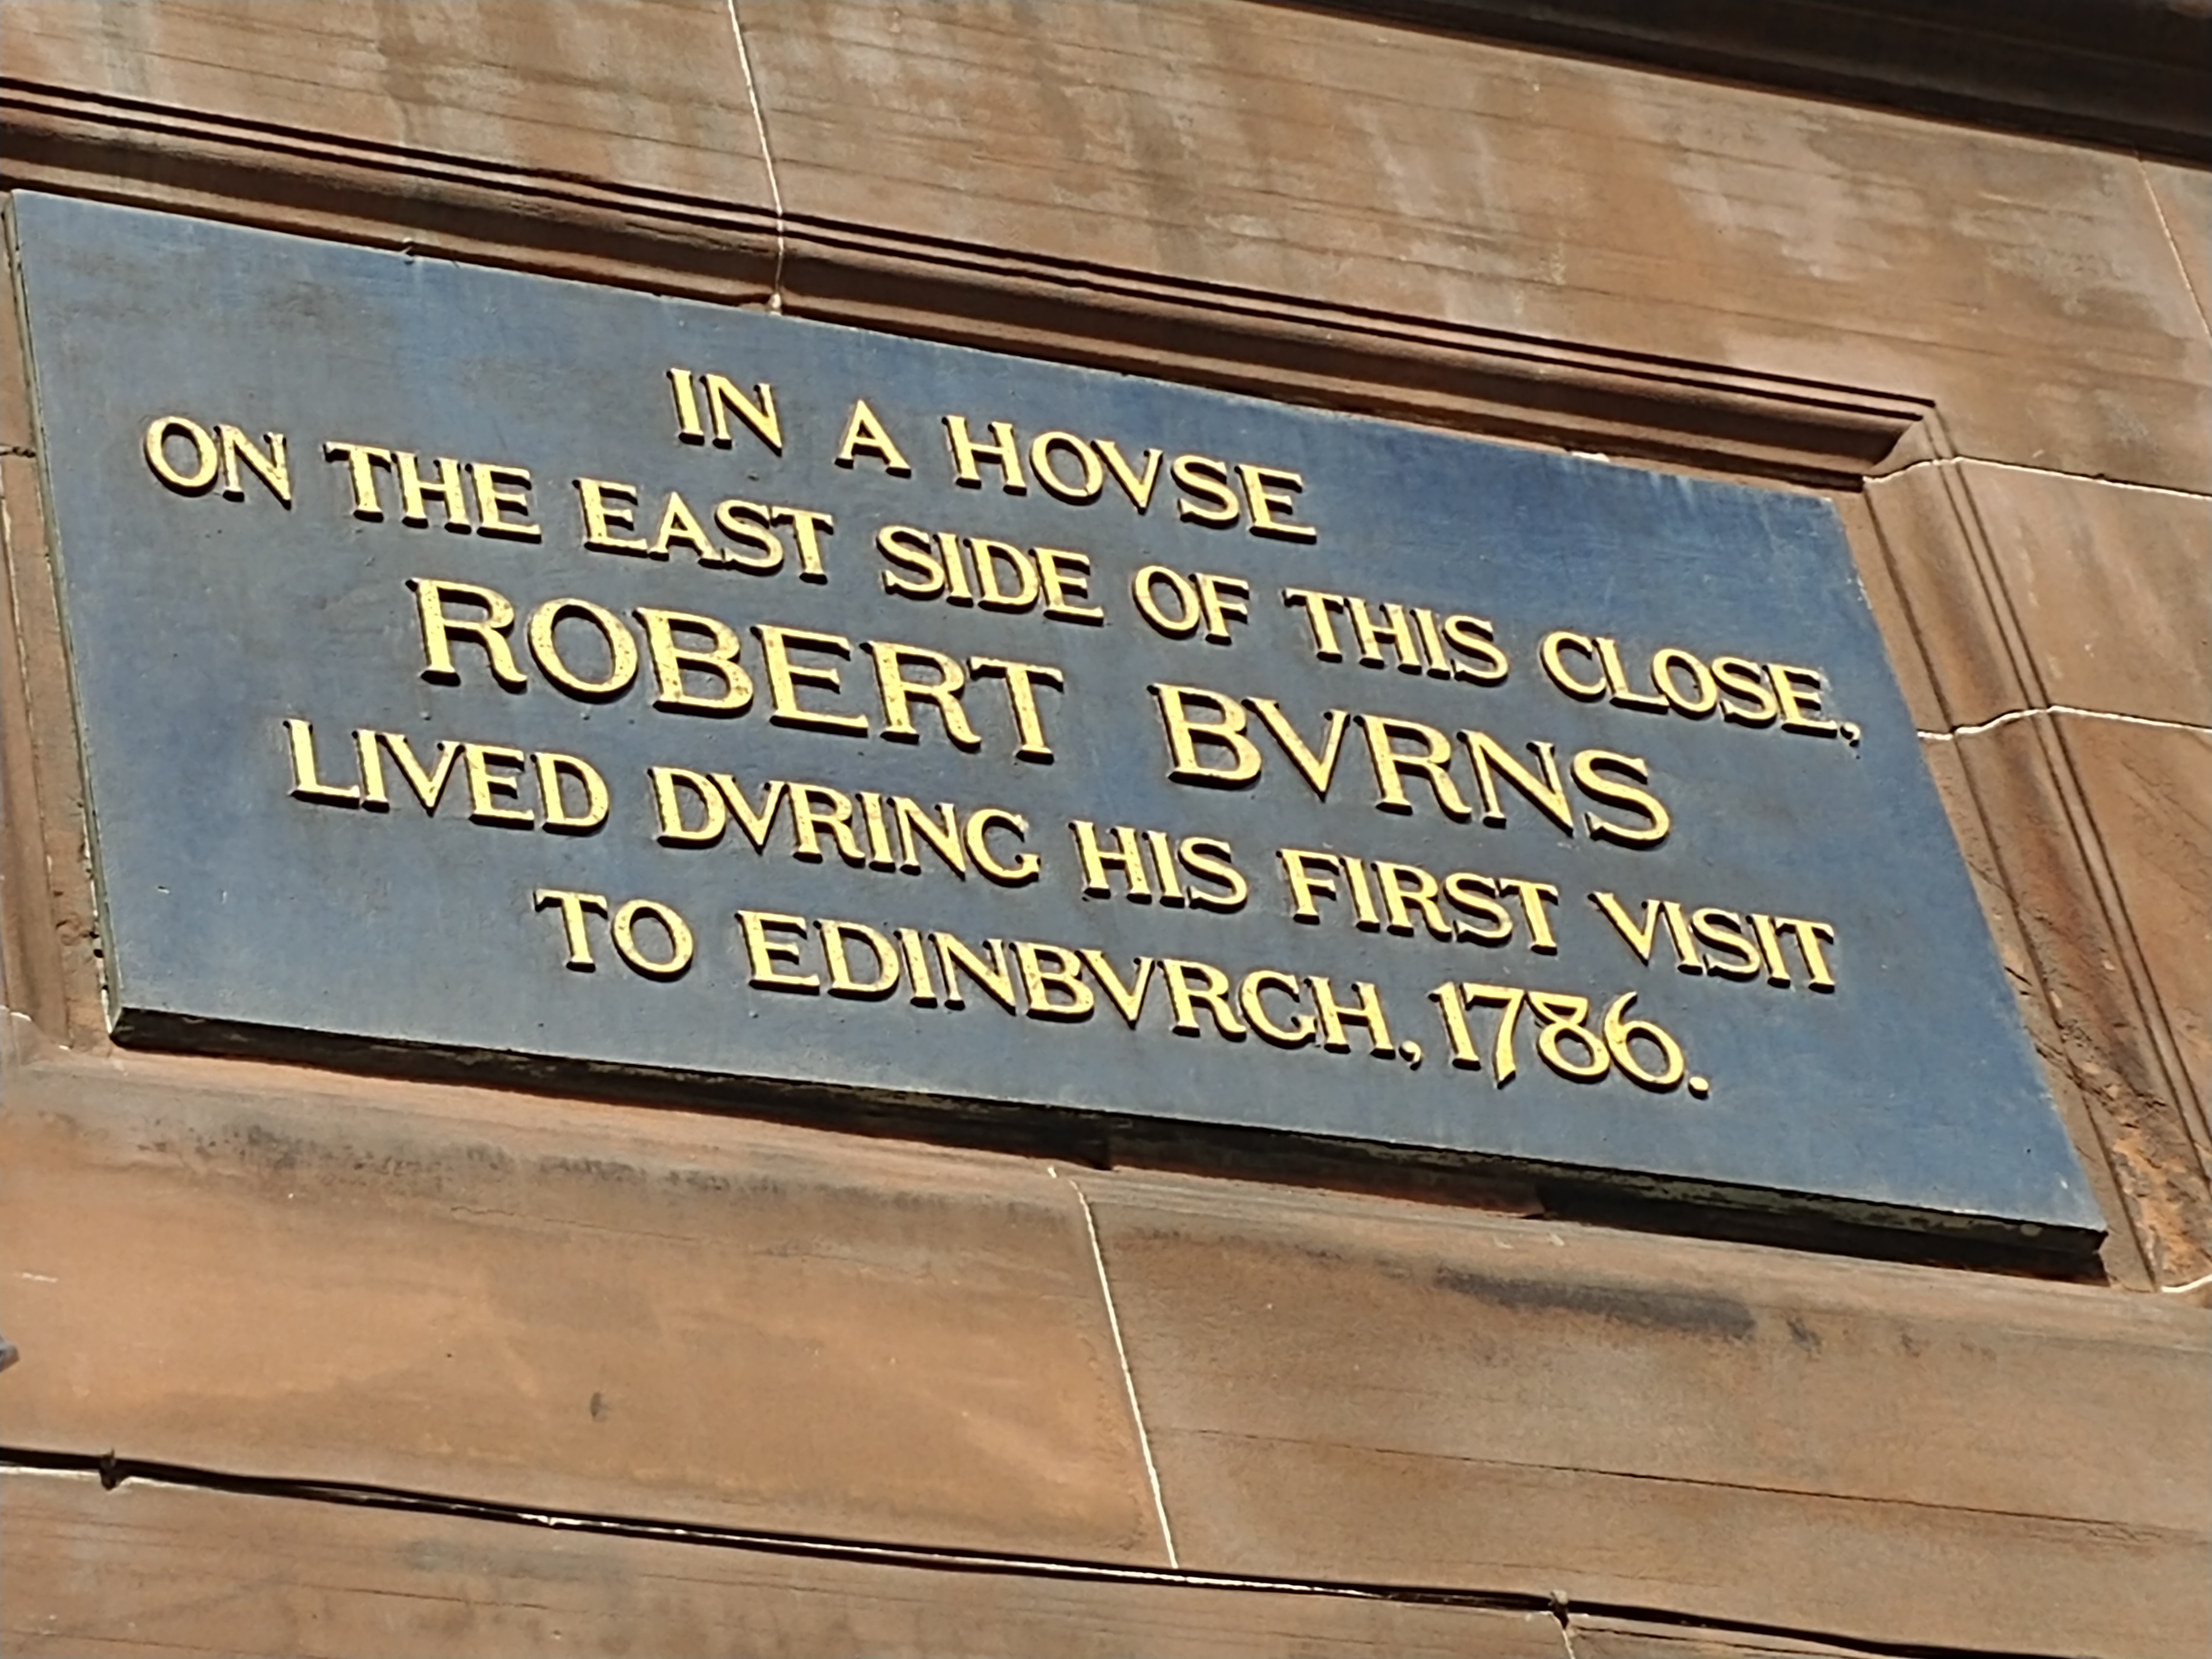 IN A HOVSE
ON THE EAST SIDE OF THIS CLOSE,
ROBERT BVRNS
LIVED DVRING HIS FIRST VISIT
TO EDINBVRGH, 1786.